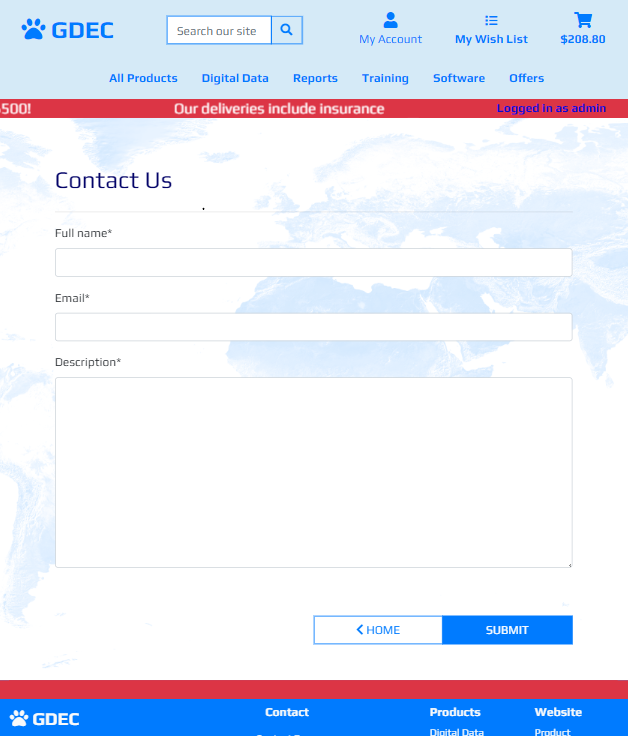 GDEC
Search our site
My Account
My Wish List
$208.80
All Products
Digital Data
Reports
Training
Software
Offers
500!
Our deliveries include insurance
Logged in as admin
Contact Us
Full name*
Email*
Description*
HOME
SUBMIT
GDEC
Contact
Products
Website
Digital Data
Product